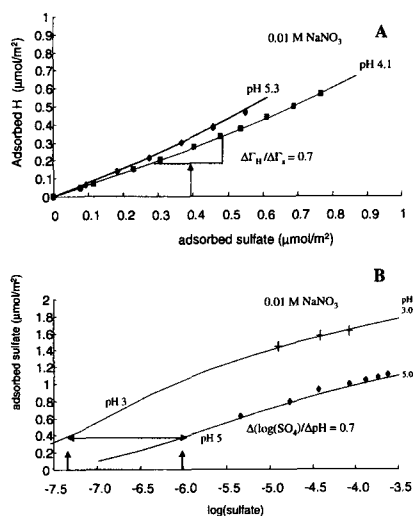 0.01 M NaNO₃
A
Adsorbed H (µmol/m²)
1
0.9
0.8
0.7
0.6
0.5
0.4
0.3
0.2
0.1
0
pH 5.3
pH 4.1
ΔΓH/ΔΓs = 0.7
0 0.1 0.2 0.3 0.4 0.5 0.6 0.7 0.8 0.9 1
adsorbed sulfate (µmol/m²)
B
0.01 M NaNO₃
adsorbed sulfate (µmol/m²)
2
1.8
1.6
1.4
1.2
1
0.8
0.6
0.4
0.2
0
pH
3.0
5.0
pH 3
pH 5
Δ(log(SO₄)/ΔpH = 0.7
-7.5 -7.0 -6.5 -6.0 -5.5 -5.0 -4.5 -4.0 -3.5
log(sulfate)